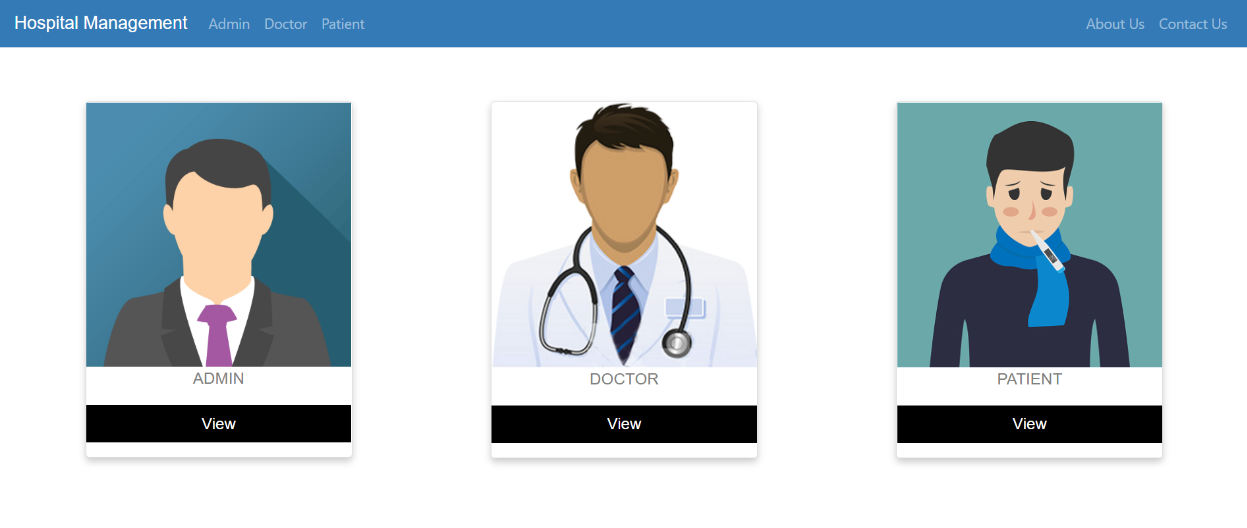 Hospital Management Admin Doctor Patient About Us Contact Us
ADMIN
View
DOCTOR
View
PATIENT
View